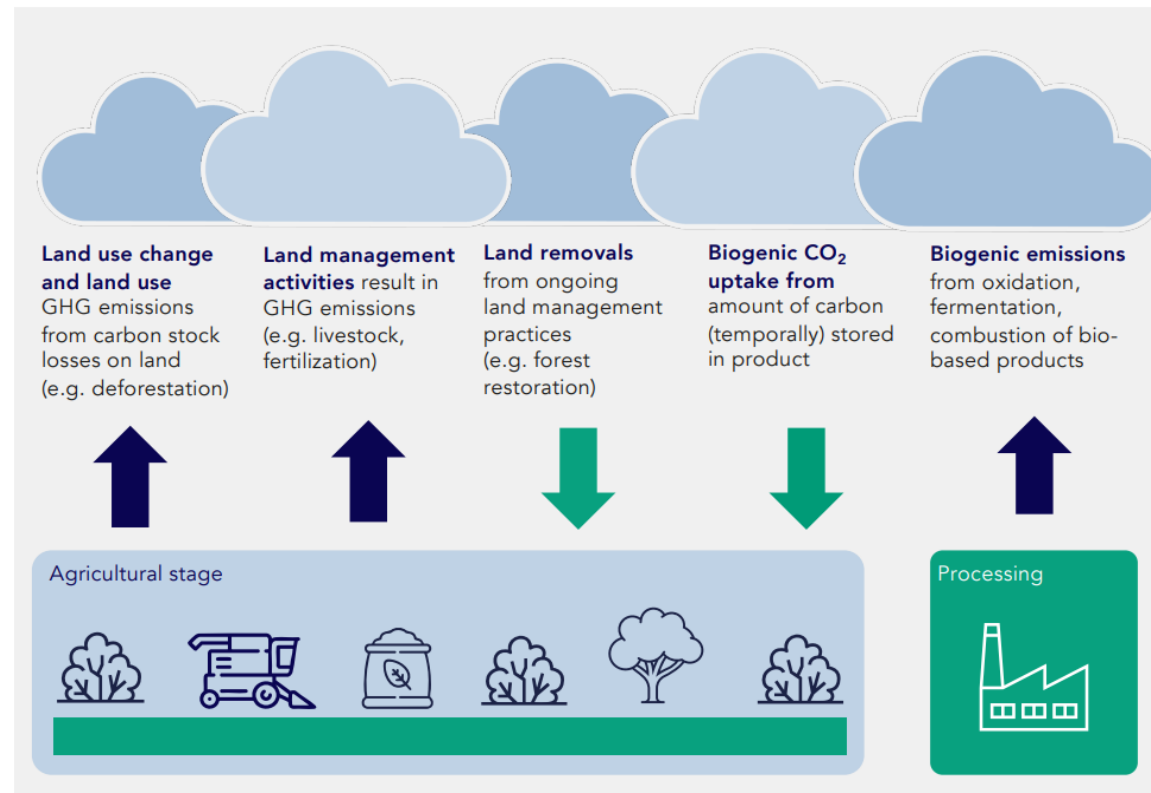 Land use change
and land use
GHG emissions
from carbon stock
losses on land
(e.g. deforestation)
Land management
activities result in
GHG emissions
(e.g. livestock,
fertilization)
Land removals
from ongoing
land management
practices
(e.g. forest
restoration)
Biogenic CO₂
uptake from
amount of carbon
(temporally) stored
in product
Biogenic emissions
from oxidation,
fermentation,
combustion of bio-
based products
Agricultural stage
Processing